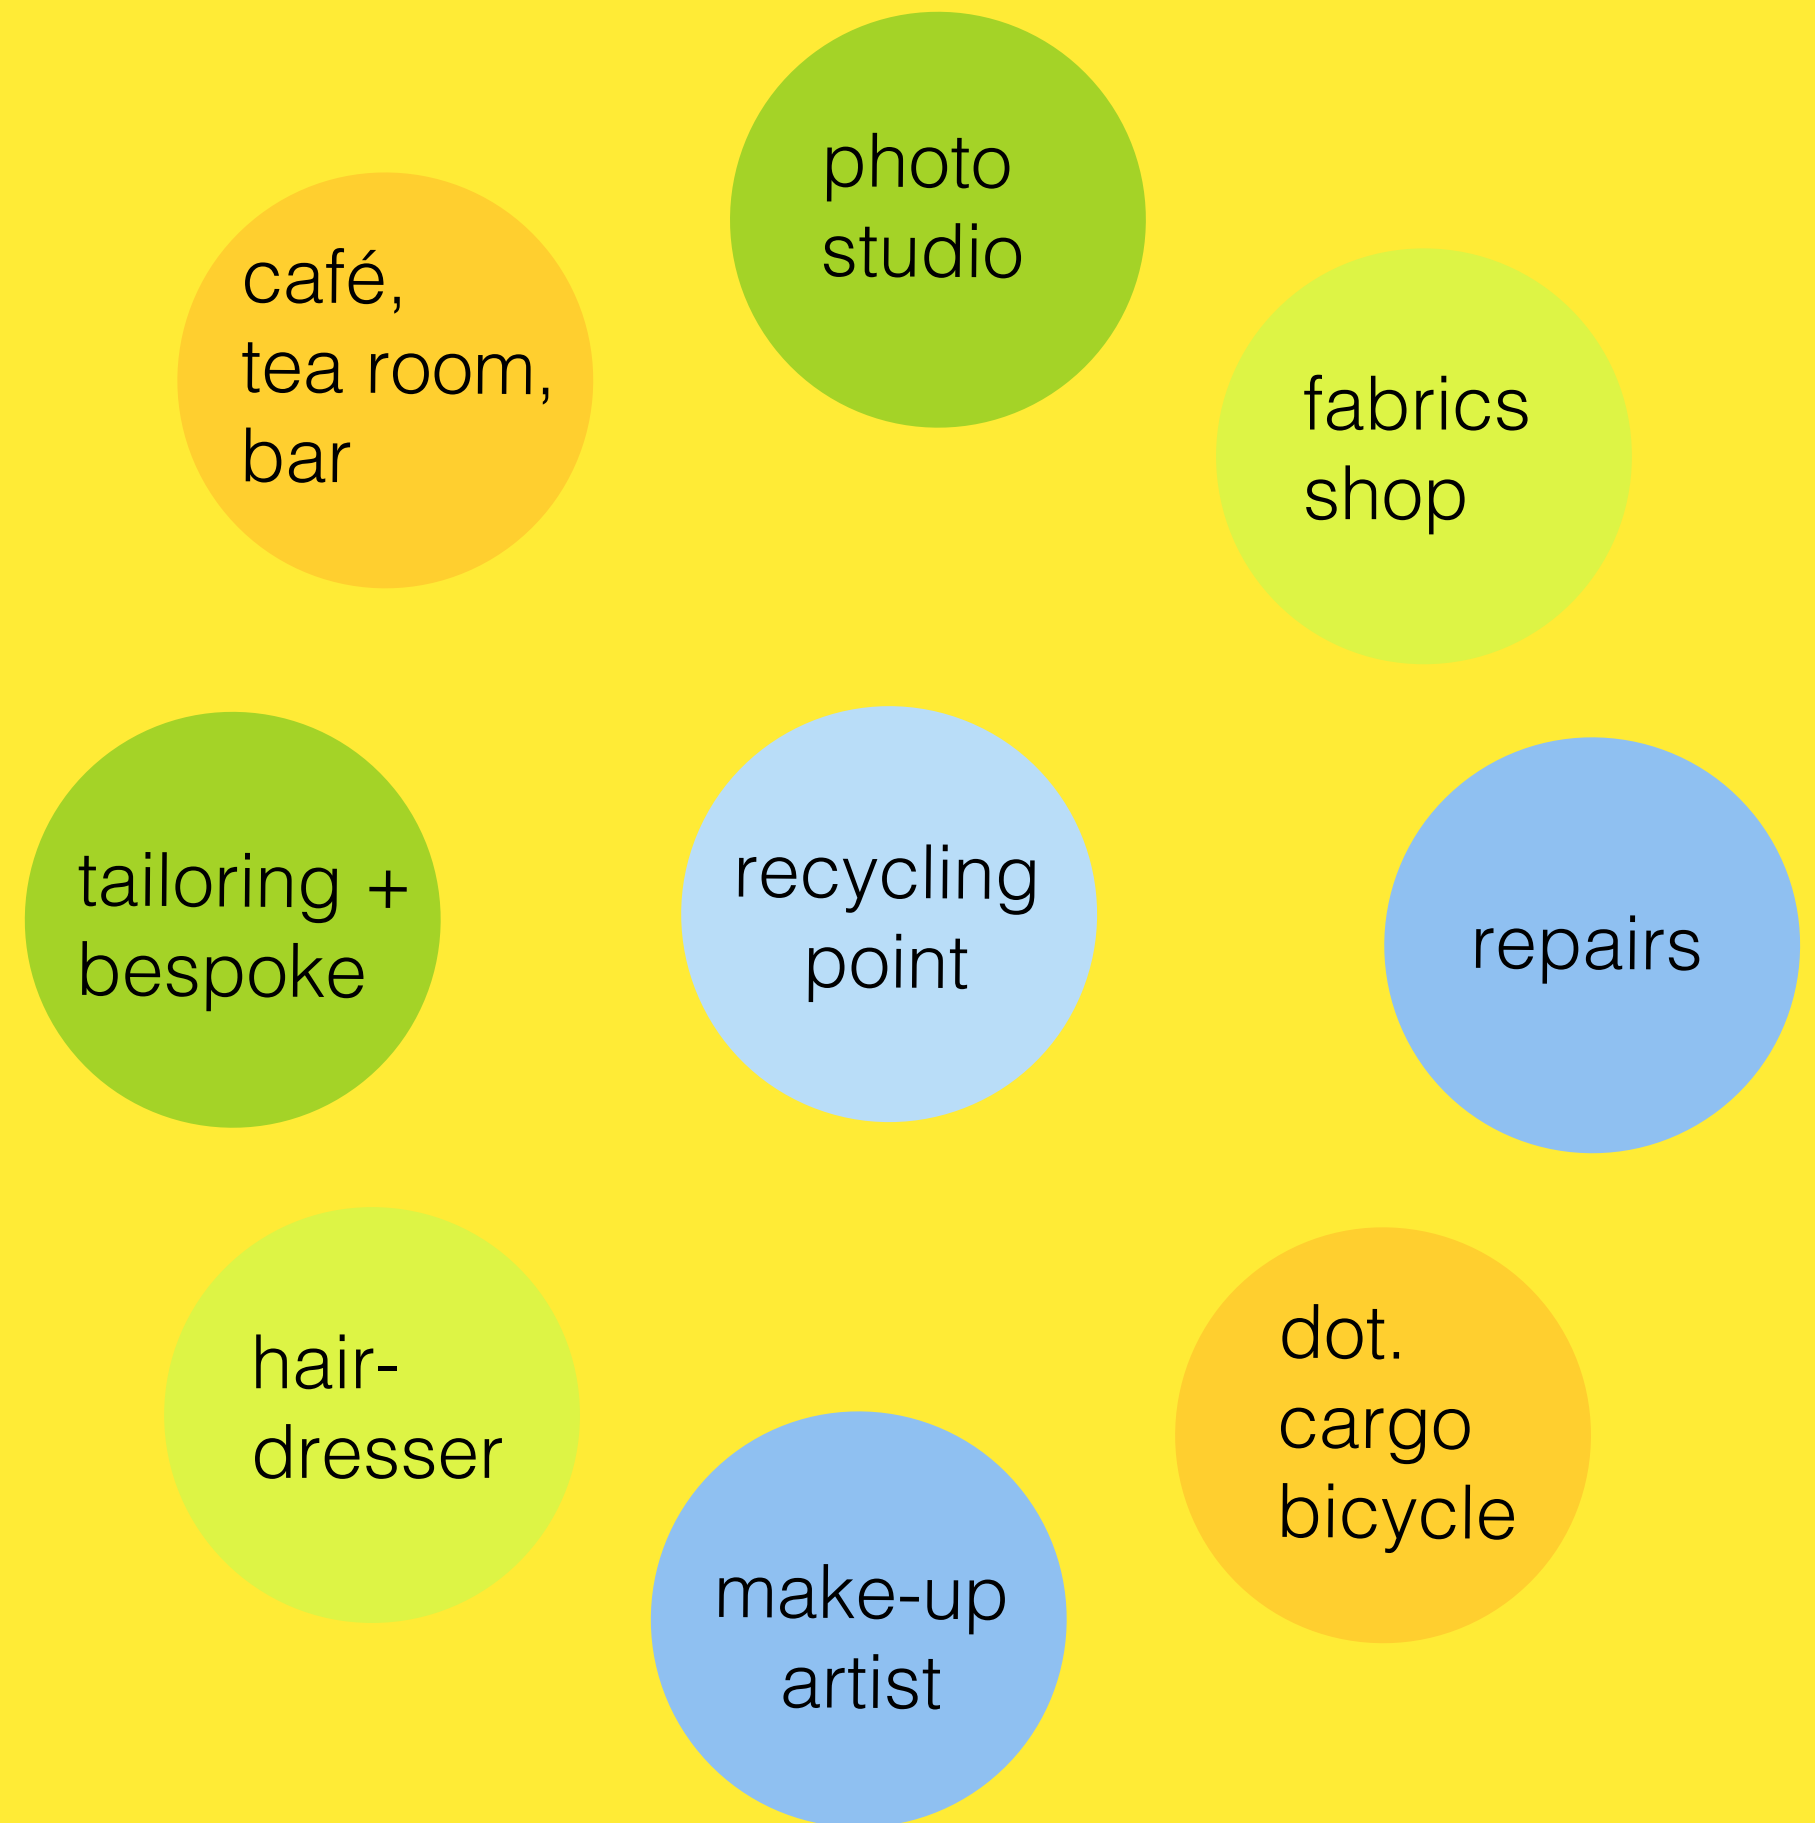 photo
studio
café,
tea room,
bar
fabrics
shop
tailoring +
bespoke
recycling
point
repairs
hair-
dresser
dot.
cargo
bicycle
make-up
artist